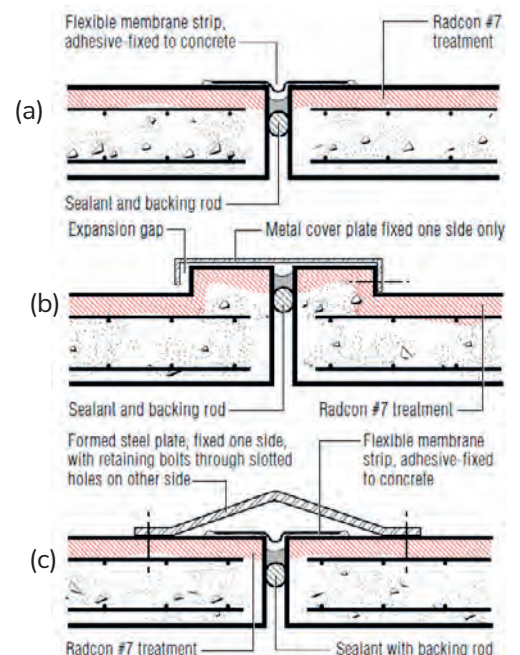 Flexible membrane strip,
adhesive-fixed to concrete
Radcon #7
treatment
(a)
Sealant and backing rod
Expansion gap
Metal cover plate fixed one side only
(b)
Sealant and backing rod
Radcon #7 treatment
Formed steel plate, fixed one side,
with retaining bolts through slotted
holes on other side
Flexible membrane
strip, adhesive-fixed
to concrete
(c)
Radcon #7 treatment
Sealant with backing rod